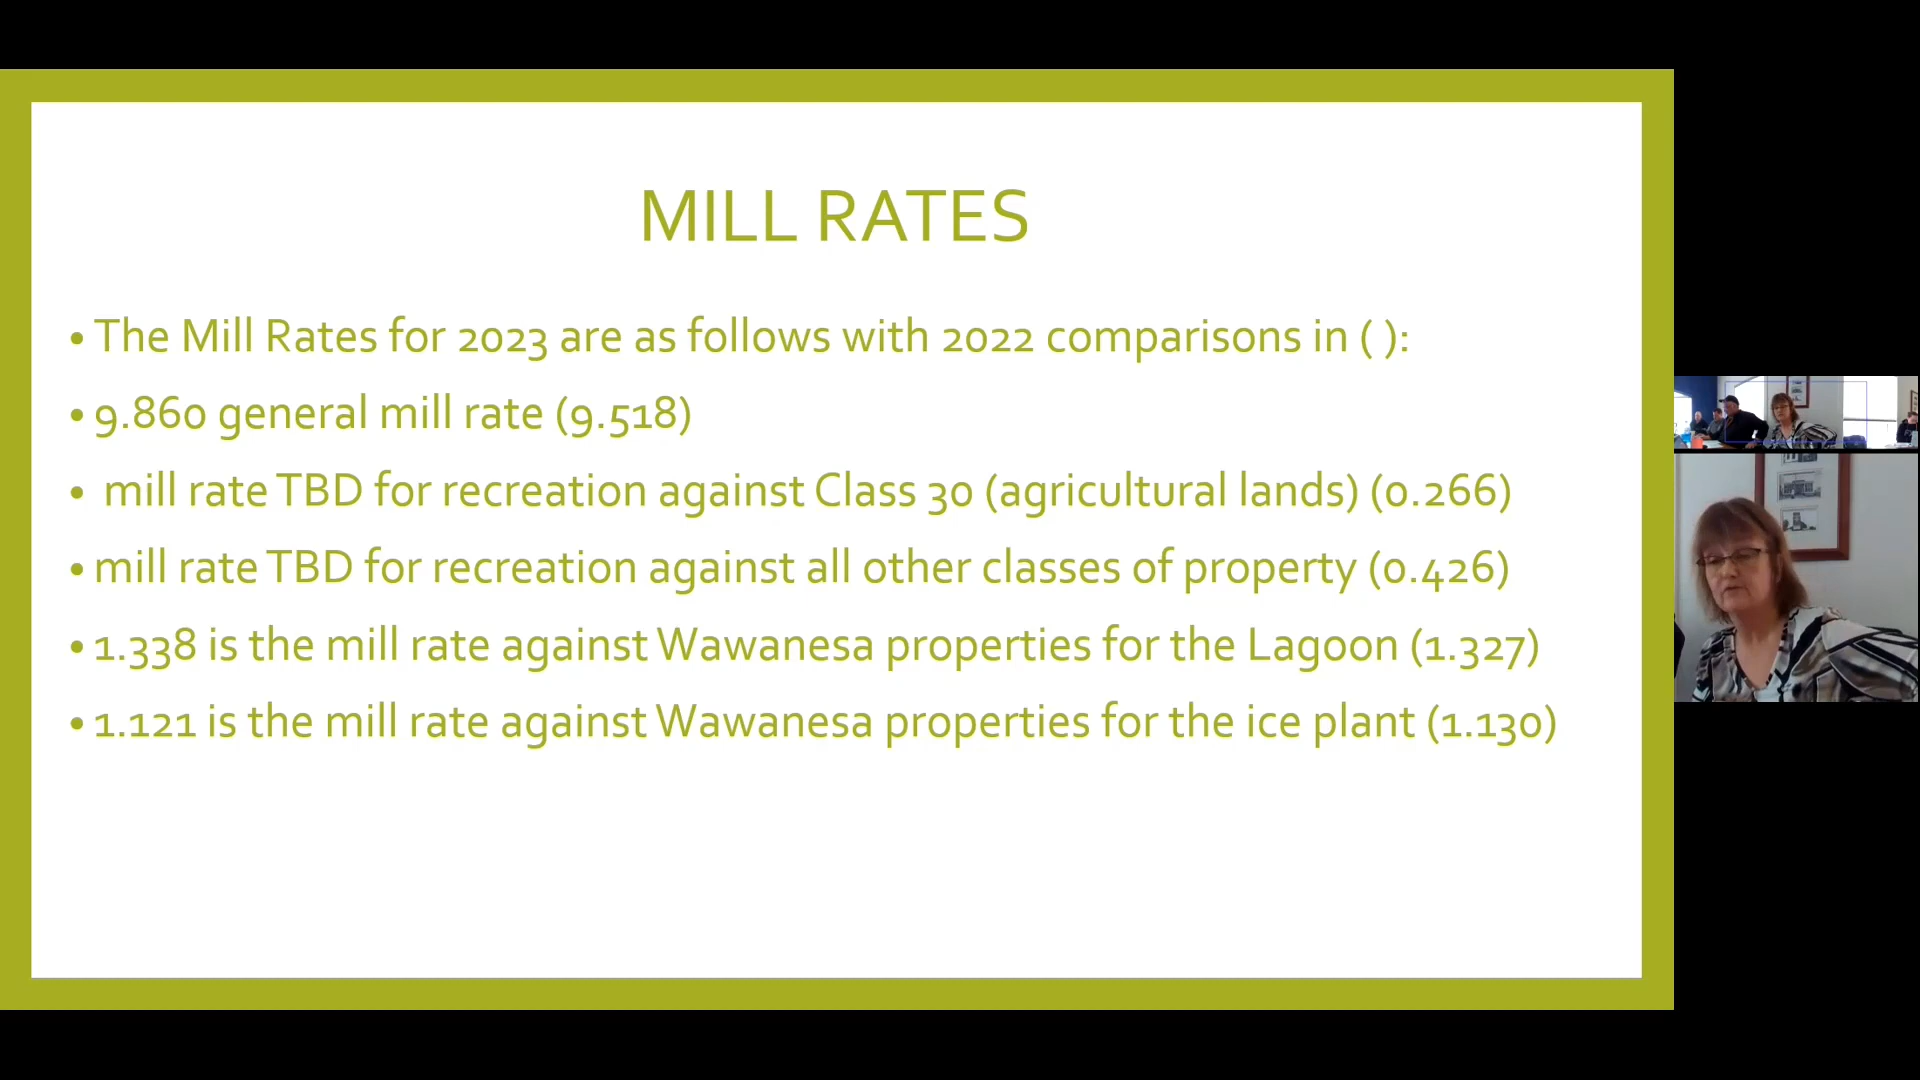 MILL RATES
• The Mill Rates for 2023 are as follows with 2022 comparisons in ( ):
• 9.860 general mill rate (9.518)
• mill rate TBD for recreation against Class 30 (agricultural lands) (0.266)
• mill rate TBD for recreation against all other classes of property (0.426)
• 1.338 is the mill rate against Wawanesa properties for the Lagoon (1.327)
• 1.121 is the mill rate against Wawanesa properties for the ice plant (1.130)